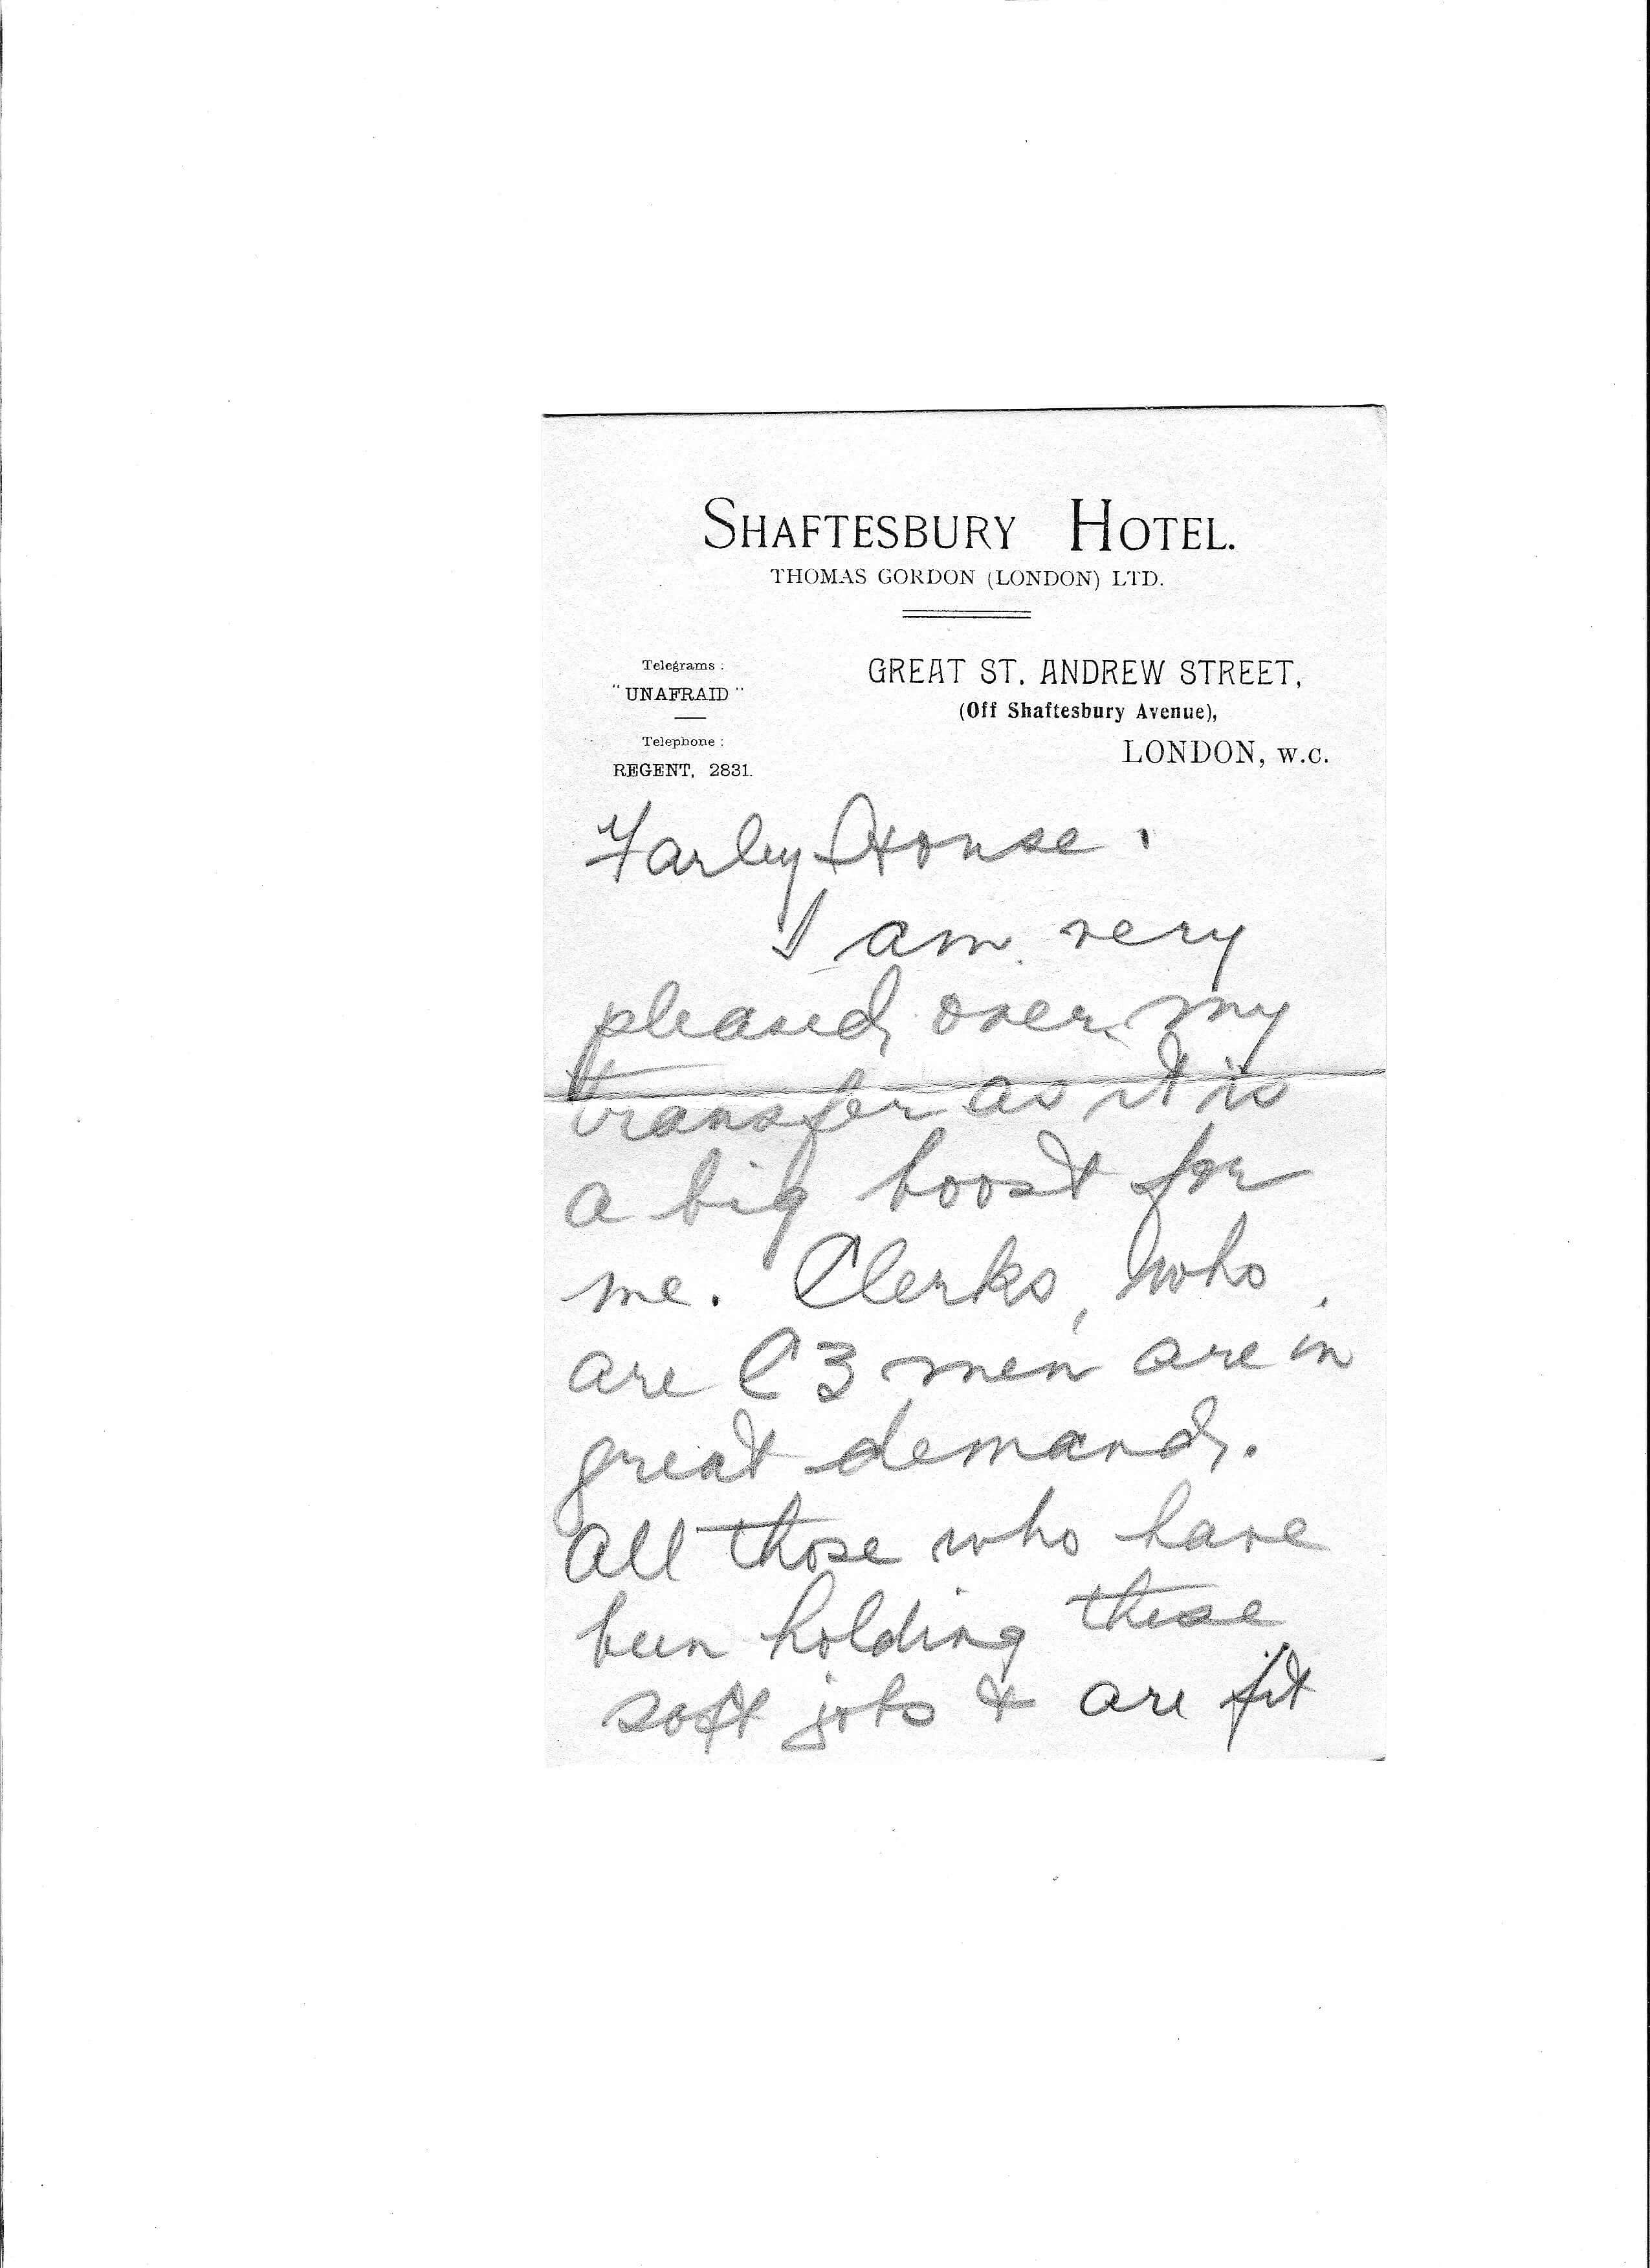 SHAFTESBURY HOTEL.
THOMAS GORDON (LONDON) LTD.
Telegrams :
"UNAFRAID"
Telephone :
REGENT, 2831.
GREAT ST. ANDREW STREET,
(Off Shaftesbury Avenue),
LONDON, W.C.
Farley House.
I am very
pleased over my
transfer as it is
a big boost for
me. Clerks, who
are C3 men are in
great demand.
All those who have
been holding these
soft jobs & are fit